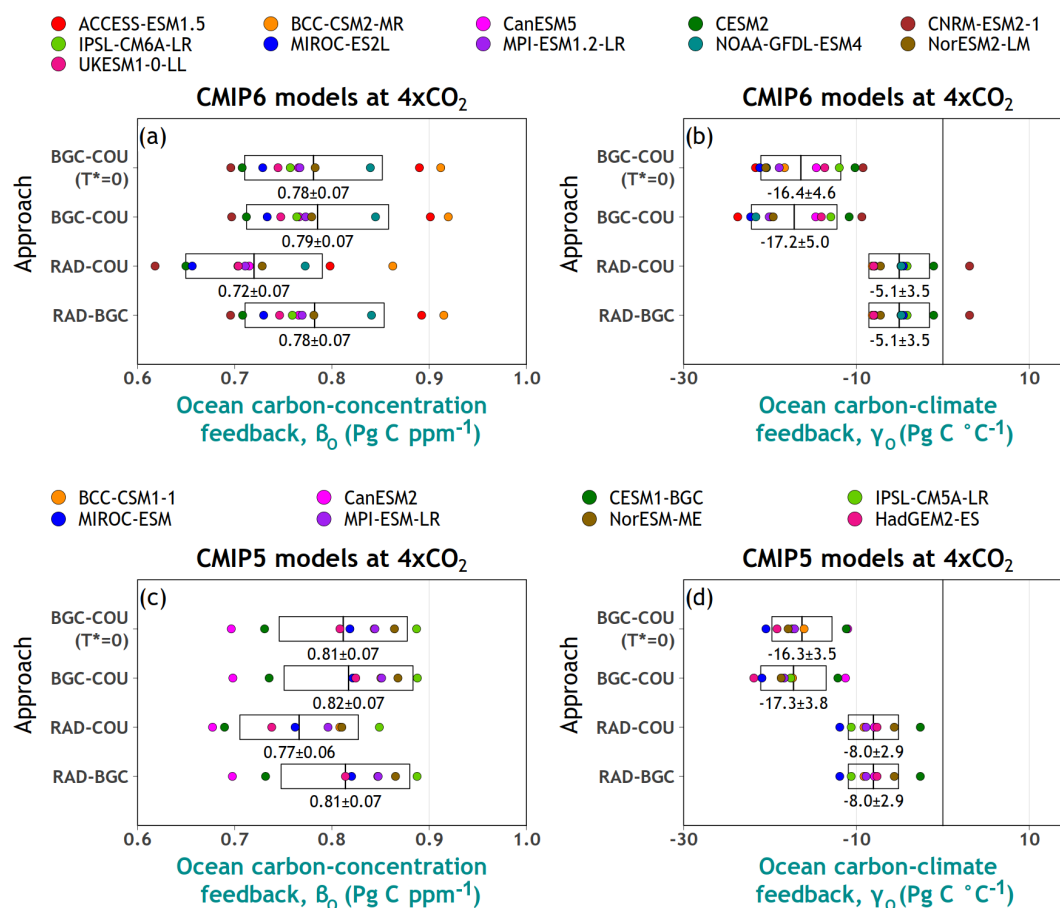 ACCESS-ESM1.5 BCC-CSM2-MR CanESM5 CESM2 CNRM-ESM2-1
IPSL-CM6A-LR MIROC-ES2L MPI-ESM1.2-LR NOAA-GFDL-ESM4 NorESM2-LM
UKESM1-0-LL
CMIP6 models at 4xCO₂
(a)
Approach
BGC-COU
(T*=0)
BGC-COU
RAD-COU
RAD-BGC
0.78±0.07
0.79±0.07
0.72±0.07
0.78±0.07
0.6 0.7 0.8 0.9 1.0
Ocean carbon-concentration
feedback, βₒ (Pg C ppm⁻¹)
CMIP6 models at 4xCO₂
(b)
Approach
BGC-COU
(T*=0)
BGC-COU
RAD-COU
RAD-BGC
-16.4±4.6
-17.2±5.0
-5.1±3.5
-5.1±3.5
-30 -10 10
Ocean carbon-climate
feedback, γₒ (Pg C °C⁻¹)
BCC-CSM1-1 CanESM2 CESM1-BGC IPSL-CM5A-LR
MIROC-ESM MPI-ESM-LR NorESM-ME HadGEM2-ES
CMIP5 models at 4xCO₂
(c)
Approach
BGC-COU
(T*=0)
BGC-COU
RAD-COU
RAD-BGC
0.81±0.07
0.82±0.07
0.77±0.06
0.81±0.07
0.6 0.7 0.8 0.9 1.0
Ocean carbon-concentration
feedback, βₒ (Pg C ppm⁻¹)
CMIP5 models at 4xCO₂
(d)
Approach
BGC-COU
(T*=0)
BGC-COU
RAD-COU
RAD-BGC
-16.3±3.5
-17.3±3.8
-8.0±2.9
-8.0±2.9
-30 -10 10
Ocean carbon-climate
feedback, γₒ (Pg C °C⁻¹)